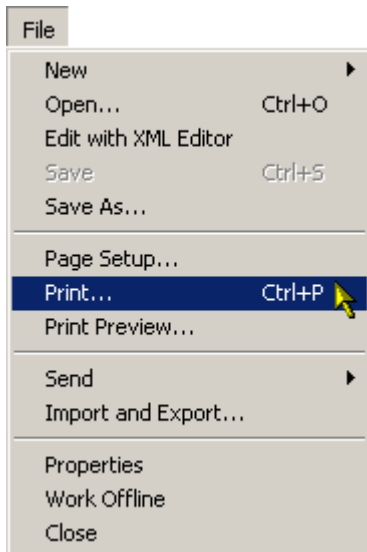 File
New
Open... Ctrl+O
Edit with XML Editor
Save Ctrl+S
Save As...
Page Setup...
Print... Ctrl+P
Print Preview...
Send
Import and Export...
Properties
Work Offline
Close